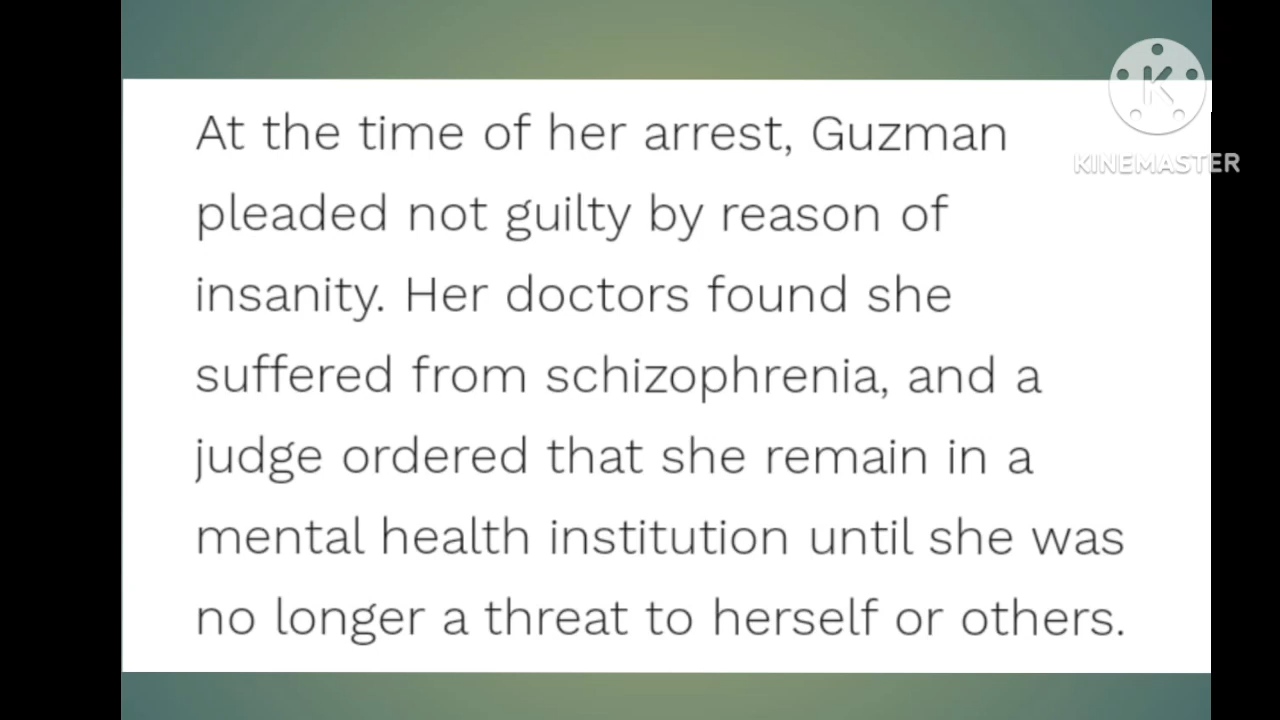 At the time of her arrest, Guzman
pleaded not guilty by reason of
insanity. Her doctors found she
suffered from schizophrenia, and a
judge ordered that she remain in a
mental health institution until she was
no longer a threat to herself or others.
K
KINEMASTER